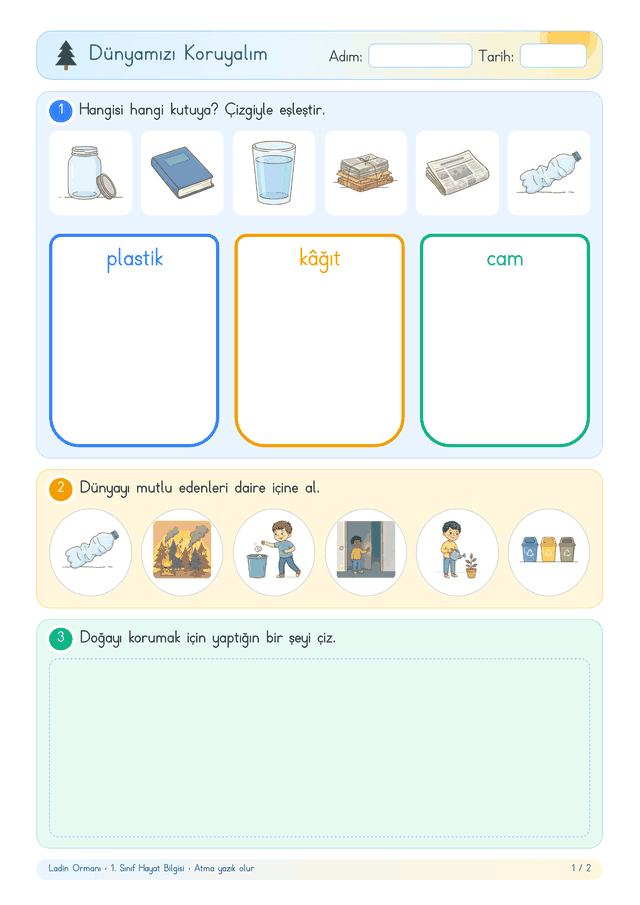 Dünyamızı Koruyalım
Adım:
Tarih:
1 Hangisi hangi kutuya? Çizgiyle eşleştir.
plastik
kâğıt
cam
2 Dünyayı mutlu edenleri daire içine al.
3 Doğayı korumak için yaptığın bir şeyi çiz.
Ladin Ormanı • 1. Sınıf Hayat Bilgisi • Atma yazık olur
1 / 2